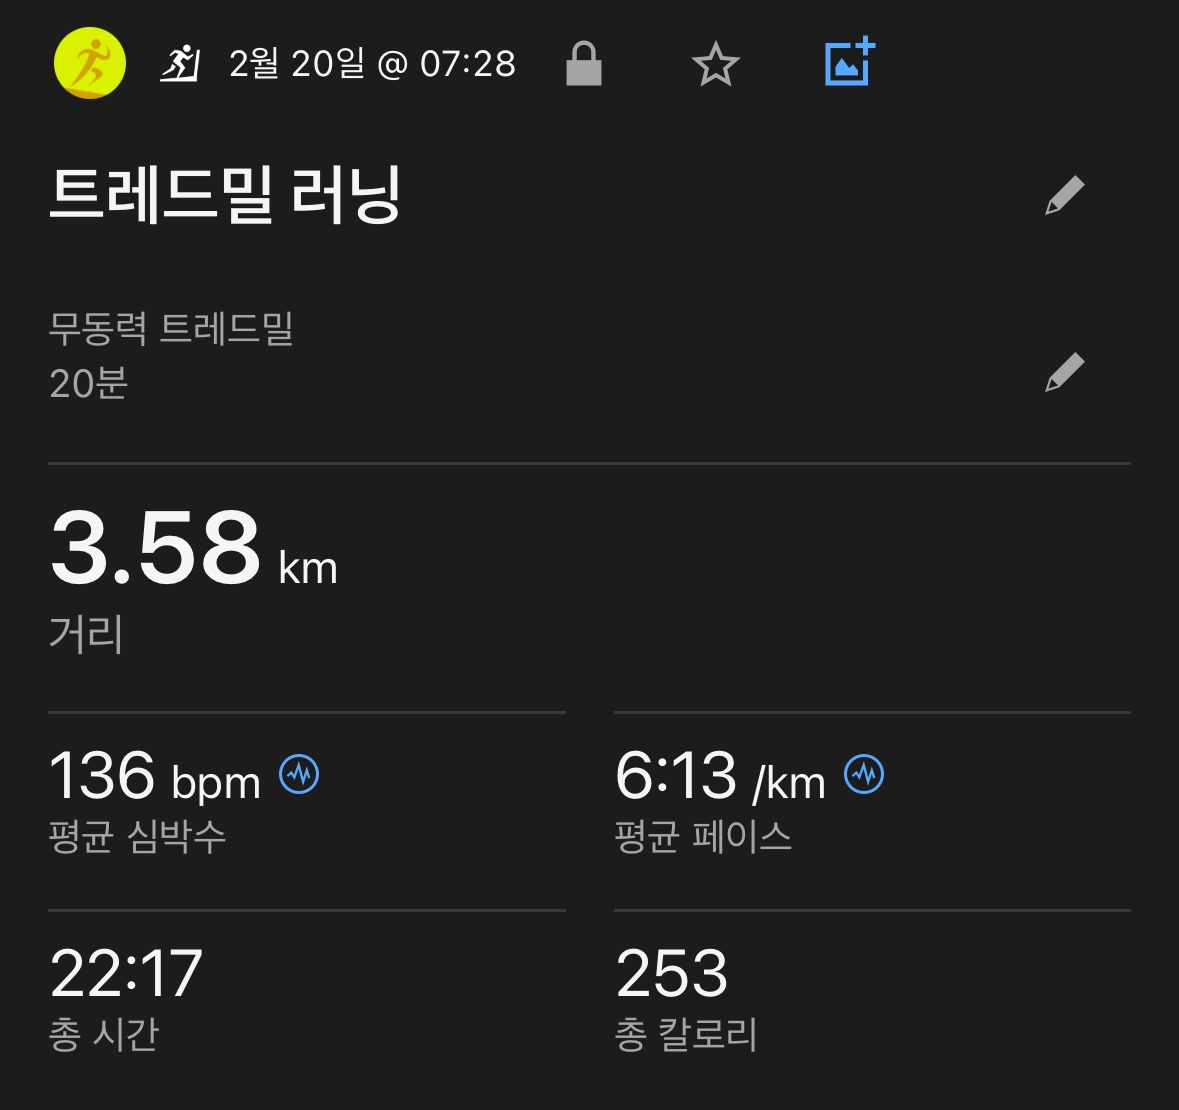 2월 20일 @ 07:28
트레드밀 러닝
무동력 트레드밀
20분
3.58 km
거리
136 bpm
평균 심박수
6:13 /km
평균 페이스
22:17
총 시간
253
총 칼로리